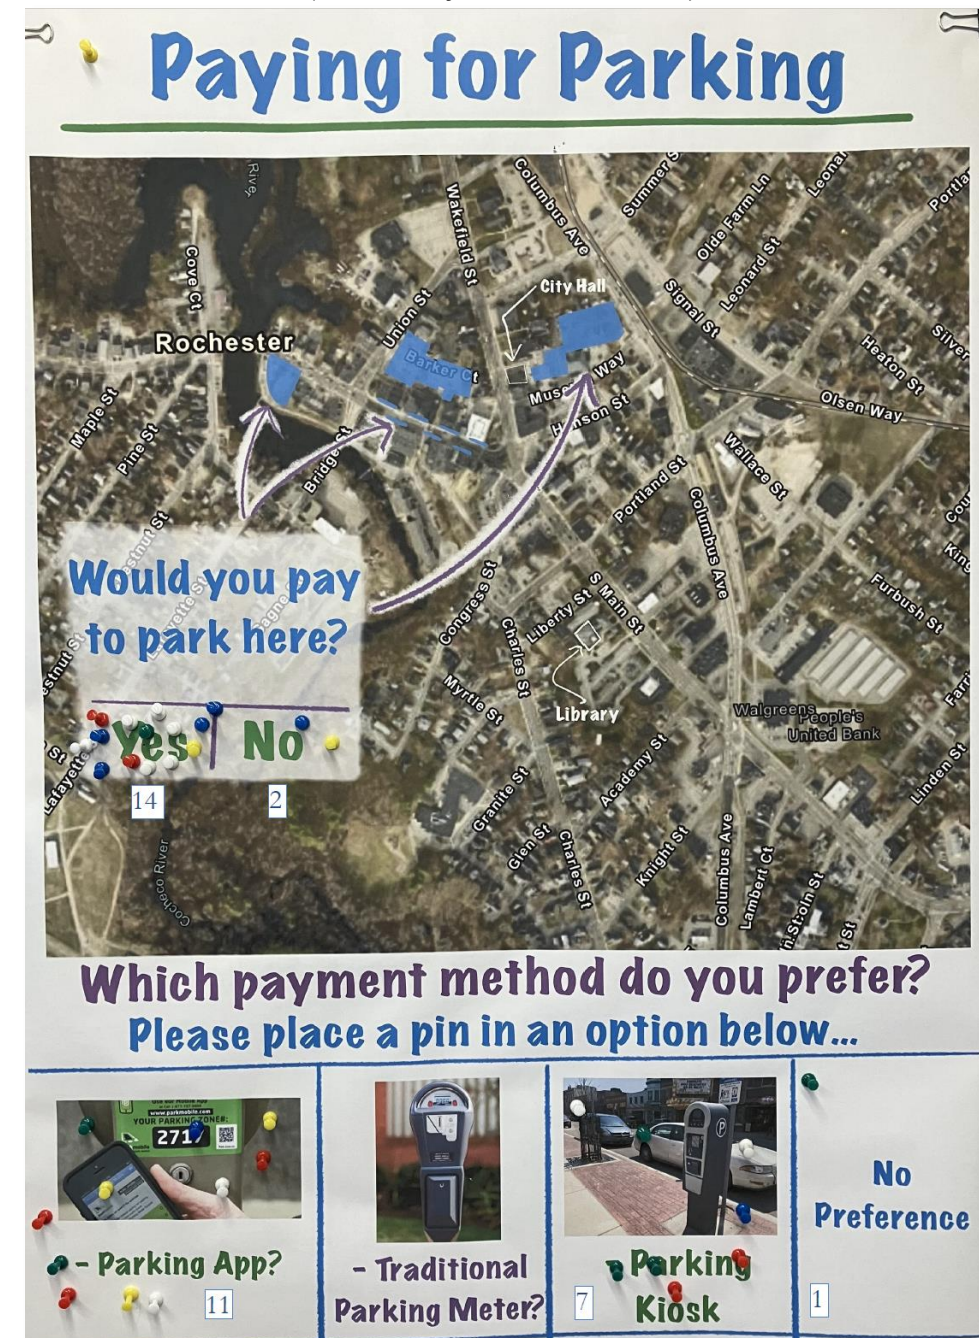 Paying for Parking
River
Wakefield St
Columbus Ave
Summer S
Olde Farm Ln
Leonar
Portla
Cove Ct
Union St
City Hall
Signal St
Leonard St
Rochester
Barker Ct
Heaton St
Silver
Maple St
Pine St
Way
Olsen Way
Bridge St
Wallace St
Portland St
Columbus Ave
Would you pay
to park here?
Congress St
Liberty St
S Main St
Furbush St
King
Charles St
Myrtle St
Library
Walgreens
People's
United Bank
Yes
No
14
2
Lafayette
St
Granite St
Academy St
Linden St
Farri
Glen St
Charles St
Knight St
Columbus Ave
Lambert Ct
Cocheco River
Which payment method do you prefer?
Please place a pin in an option below...
www.parkmobile.com
YOUR PARKING ZONE#:
271
- Parking App?
11
- Traditional
Parking Meter?
P
- Parking
Kiosk
7
No
Preference
1